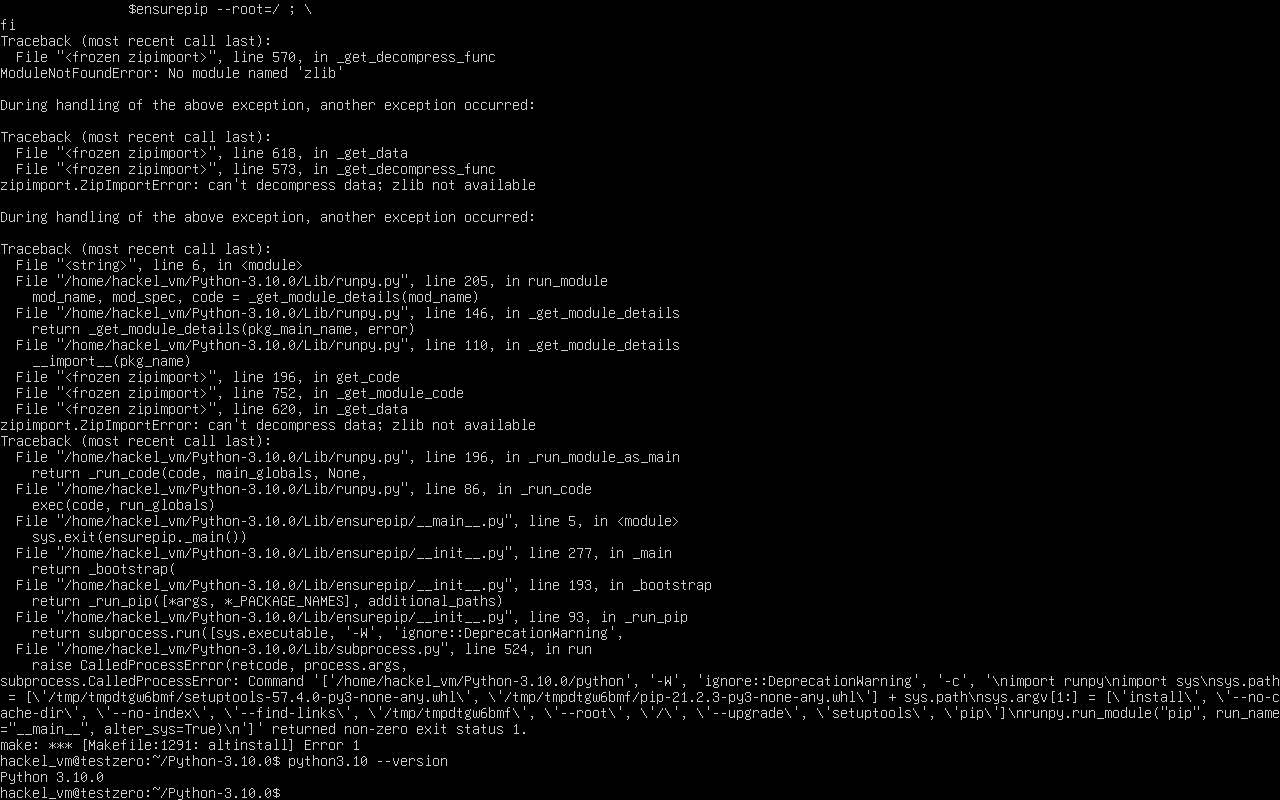 $ensurepip --root=/ ; \
fi
Traceback (most recent call last):
  File "<frozen zipimport>", line 570, in _get_decompress_func
ModuleNotFoundError: No module named 'zlib'

During handling of the above exception, another exception occurred:

Traceback (most recent call last):
  File "<frozen zipimport>", line 618, in _get_data
  File "<frozen zipimport>", line 573, in _get_decompress_func
zipimport.ZipImportError: can't decompress data; zlib not available

During handling of the above exception, another exception occurred:

Traceback (most recent call last):
  File "<string>", line 6, in <module>
  File "/home/hackel_vm/Python-3.10.0/Lib/runpy.py", line 205, in run_module
    mod_name, mod_spec, code = _get_module_details(mod_name)
  File "/home/hackel_vm/Python-3.10.0/Lib/runpy.py", line 146, in _get_module_details
    return _get_module_details(pkg_main_name, error)
  File "/home/hackel_vm/Python-3.10.0/Lib/runpy.py", line 110, in _get_module_details
    __import__(pkg_name)
  File "<frozen zipimport>", line 196, in get_code
  File "<frozen zipimport>", line 752, in _get_module_code
  File "<frozen zipimport>", line 620, in _get_data
zipimport.ZipImportError: can't decompress data; zlib not available
Traceback (most recent call last):
  File "/home/hackel_vm/Python-3.10.0/Lib/runpy.py", line 196, in _run_module_as_main
    return _run_code(code, main_globals, None,
  File "/home/hackel_vm/Python-3.10.0/Lib/runpy.py", line 86, in _run_code
    exec(code, run_globals)
  File "/home/hackel_vm/Python-3.10.0/Lib/ensurepip/__main__.py", line 5, in <module>
    sys.exit(ensurepip._main())
  File "/home/hackel_vm/Python-3.10.0/Lib/ensurepip/__init__.py", line 277, in _main
    return _bootstrap(
  File "/home/hackel_vm/Python-3.10.0/Lib/ensurepip/__init__.py", line 193, in _bootstrap
    return _run_pip([*args, *_PACKAGE_NAMES], additional_paths)
  File "/home/hackel_vm/Python-3.10.0/Lib/ensurepip/__init__.py", line 93, in _run_pip
    return subprocess.run([sys.executable, '-W', 'ignore::DeprecationWarning',
  File "/home/hackel_vm/Python-3.10.0/Lib/subprocess.py", line 524, in run
    raise CalledProcessError(retcode, process.args,
subprocess.CalledProcessError: Command '['/home/hackel_vm/Python-3.10.0/python', '-W', 'ignore::DeprecationWarning', '-c', '\nimport runpy\nimport sys\nsys.path
 = [\'/tmp/tmpdtgw6bmf/setuptools-57.4.0-py3-none-any.whl\', \'/tmp/tmpdtgw6bmf/pip-21.2.3-py3-none-any.whl\'] + sys.path\nsys.argv[1:] = [\'install\', \'--no-c
ache-dir\', \'--no-index\', \'--find-links\', \'/tmp/tmpdtgw6bmf\', \'--root\', \'/\', \'--upgrade\', \'setuptools\', \'pip\']\nrunpy.run_module("pip", run_name
="__main__", alter_sys=True)\n']' returned non-zero exit status 1.
make: *** [Makefile:1291: altinstall] Error 1
hackel_vm@testzero:~/Python-3.10.0$ python3.10 --version
Python 3.10.0
hackel_vm@testzero:~/Python-3.10.0$